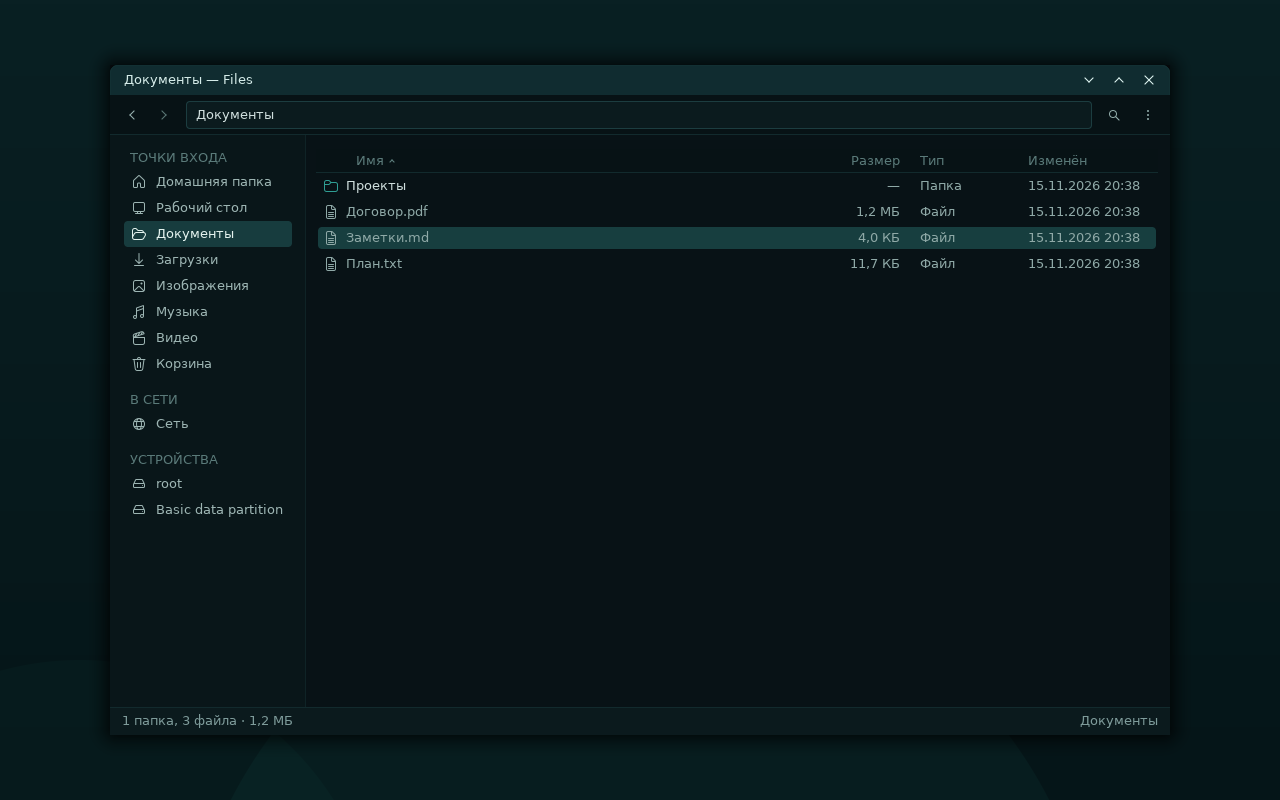 Документы — Files
Документы
ТОЧКИ ВХОДА
Домашняя папка
Рабочий стол
Документы
Загрузки
Изображения
Музыка
Видео
Корзина
В СЕТИ
Сеть
УСТРОЙСТВА
root
Basic data partition
Имя Размер Тип Изменён
Проекты — Папка 15.11.2026 20:38
Договор.pdf 1,2 МБ Файл 15.11.2026 20:38
Заметки.md 4,0 КБ Файл 15.11.2026 20:38
План.txt 11,7 КБ Файл 15.11.2026 20:38
1 папка, 3 файла · 1,2 МБ
Документы